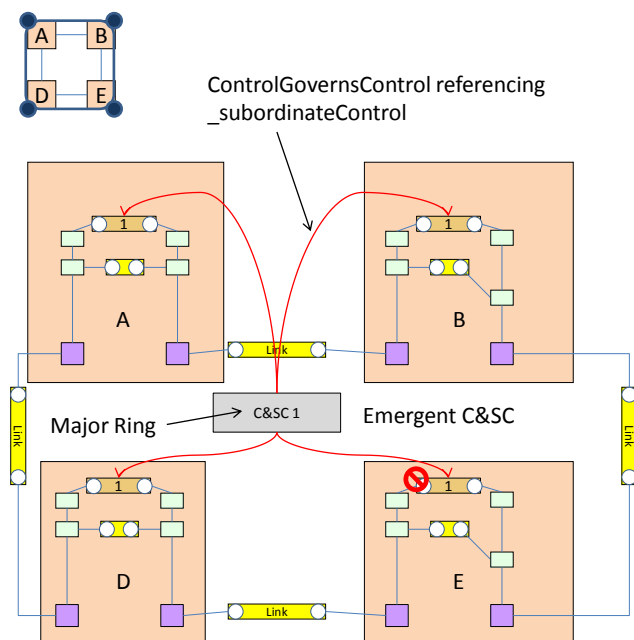 A B
D E
ControlGovernsControl referencing
_subordinateControl
1
1
A
B
Link
Link
Link
Major Ring
C&SC 1
Emergent C&SC
1
1
D
E
Link